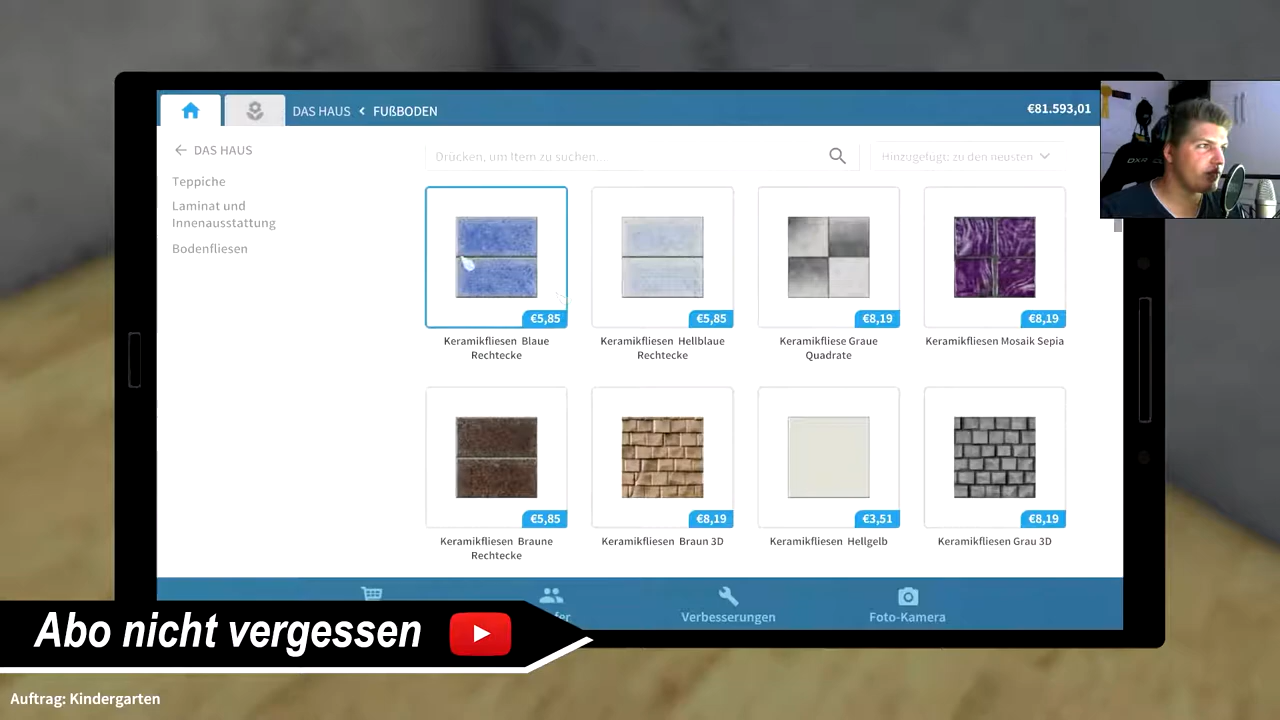 DAS HAUS < FUẞBODEN
€81.593,01
← DAS HAUS
Teppiche
Laminat und
Innenausstattung
Bodenfliesen
Drücken, um Item zu suchen...
Hinzugefügt: zu den neusten
€5,85
€5,85
€8,19
€8,19
Keramikfliesen Blaue
Rechtecke
Keramikfliesen Hellblaue
Rechtecke
Keramikfliese Graue
Quadrate
Keramikfliesen Mosaik Sepia
€5,85
€8,19
€3,51
€8,19
Keramikfliesen Braune
Rechtecke
Keramikfliesen Braun 3D
Keramikfliesen Hellgelb
Keramikfliesen Grau 3D
Verbesserungen
Foto-Kamera
Abo nicht vergessen
Auftrag: Kindergarten